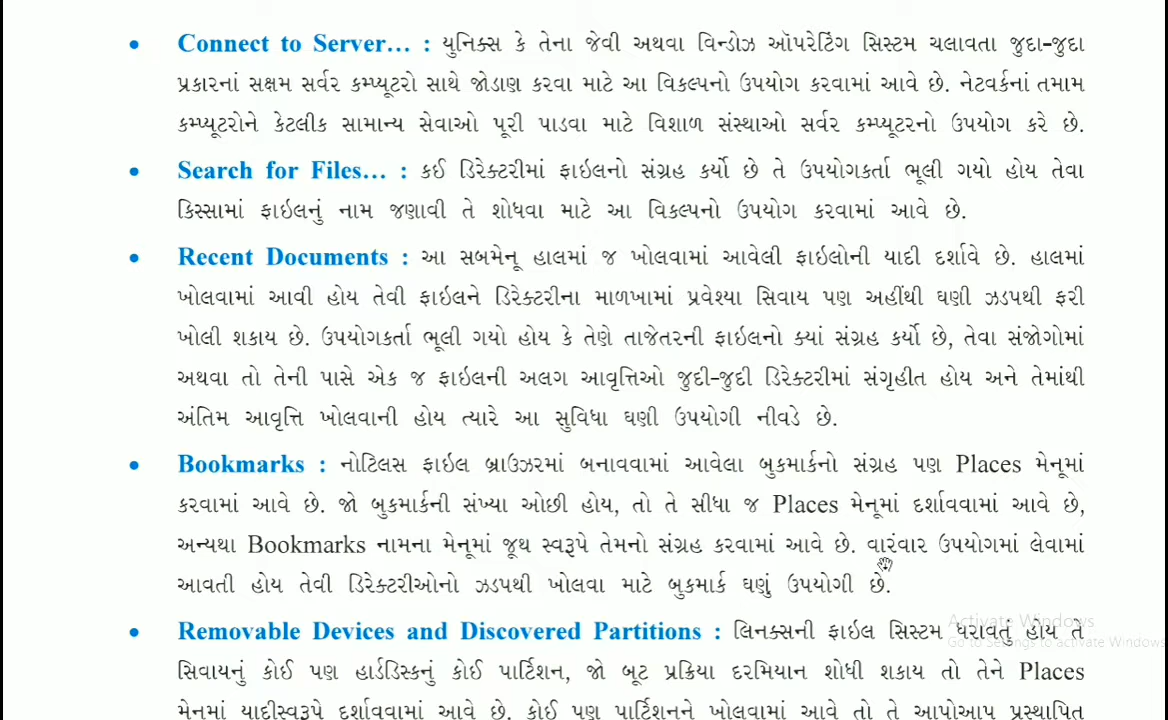 • Connect to Server... : યુનિક્સ કે તેના જેવી અથવા વિન્ડોઝ ઑપરેટિંગ સિસ્ટમ ચલાવતા જુદા-જુદા
પ્રકારનાં સક્ષમ સર્વર કમ્પ્યૂટરો સાથે જોડાણ કરવા માટે આ વિકલ્પનો ઉપયોગ કરવામાં આવે છે. નેટવર્કનાં તમામ
કમ્પ્યૂટરોને કેટલીક સામાન્ય સેવાઓ પૂરી પાડવા માટે વિશાળ સંસ્થાઓ સર્વર કમ્પ્યૂટરનો ઉપયોગ કરે છે.
• Search for Files... : કઈ ડિરેક્ટરીમાં ફાઇલનો સંગ્રહ કર્યો છે તે ઉપયોગકર્તા ભૂલી ગયો હોય તેવા
કિસ્સામાં ફાઇલનું નામ જણાવી તે શોધવા માટે આ વિકલ્પનો ઉપયોગ કરવામાં આવે છે.
• Recent Documents : આ સબમેનૂ હાલમાં જ ખોલવામાં આવેલી ફાઇલોની યાદી દર્શાવે છે. હાલમાં
ખોલવામાં આવી હોય તેવી ફાઇલને ડિરેક્ટરીના માળખામાં પ્રવેશ્યા સિવાય પણ અહીંથી ઘણી ઝડપથી ફરી
ખોલી શકાય છે. ઉપયોગકર્તા ભૂલી ગયો હોય કે તેણે તાજેતરની ફાઇલનો ક્યાં સંગ્રહ કર્યો છે, તેવા સંજોગોમાં
અથવા તો તેની પાસે એક જ ફાઇલની અલગ આવૃત્તિઓ જુદી-જુદી ડિરેક્ટરીમાં સંગૃહીત હોય અને તેમાંથી
અંતિમ આવૃત્તિ ખોલવાની હોય ત્યારે આ સુવિધા ઘણી ઉપયોગી નીવડે છે.
• Bookmarks : નોટિલસ ફાઇલ બ્રાઉઝરમાં બનાવવામાં આવેલા બુકમાર્કનો સંગ્રહ પણ Places મેનૂમાં
કરવામાં આવે છે. જો બુકમાર્કની સંખ્યા ઓછી હોય, તો તે સીધા જ Places મેનૂમાં દર્શાવવામાં આવે છે,
અન્યથા Bookmarks નામના મેનૂમાં જૂથ સ્વરૂપે તેમનો સંગ્રહ કરવામાં આવે છે. વારંવાર ઉપયોગમાં લેવામાં
આવતી હોય તેવી ડિરેક્ટરીઓનો ઝડપથી ખોલવા માટે બુકમાર્ક ઘણું ઉપયોગી છે.
Activate Windows
• Removable Devices and Discovered Partitions : લિનક્સની ફાઇલ સિસ્ટમ ધરાવતું હોય તે
Go to Settings to activate Windows
સિવાયનું કોઈ પણ હાર્ડડિસ્કનું કોઈ પાર્ટિશન, જો બૂટ પ્રક્રિયા દરમિયાન શોધી શકાય તો તેને Places
મેનૂમાં યાદીસ્વરૂપે દર્શાવવામાં આવે છે. કોઈ પણ પાર્ટિશનને ખોલવામાં આવે તો તે આપોઆપ પ્રસ્થાપિત